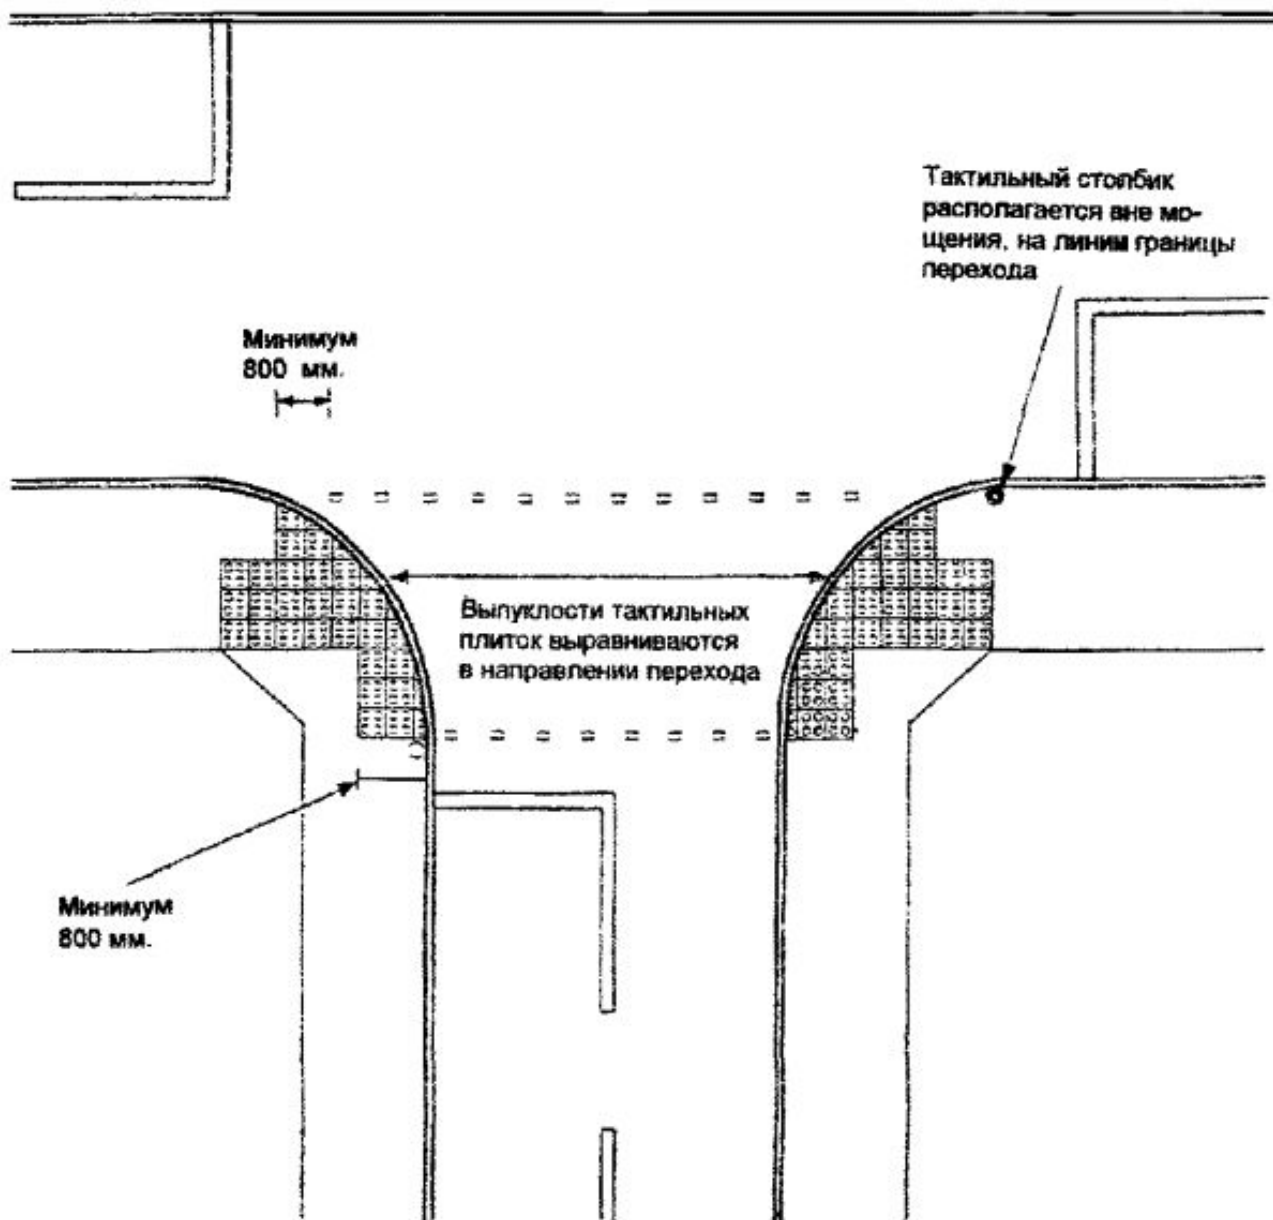 Тактильный столбик
располагается вне мо-
щения, на линим границы
перехода
Минимум
800 мм.
Выпуклости тактильных
плиток выравниваются
в направлении перехода
Минимум
800 мм.